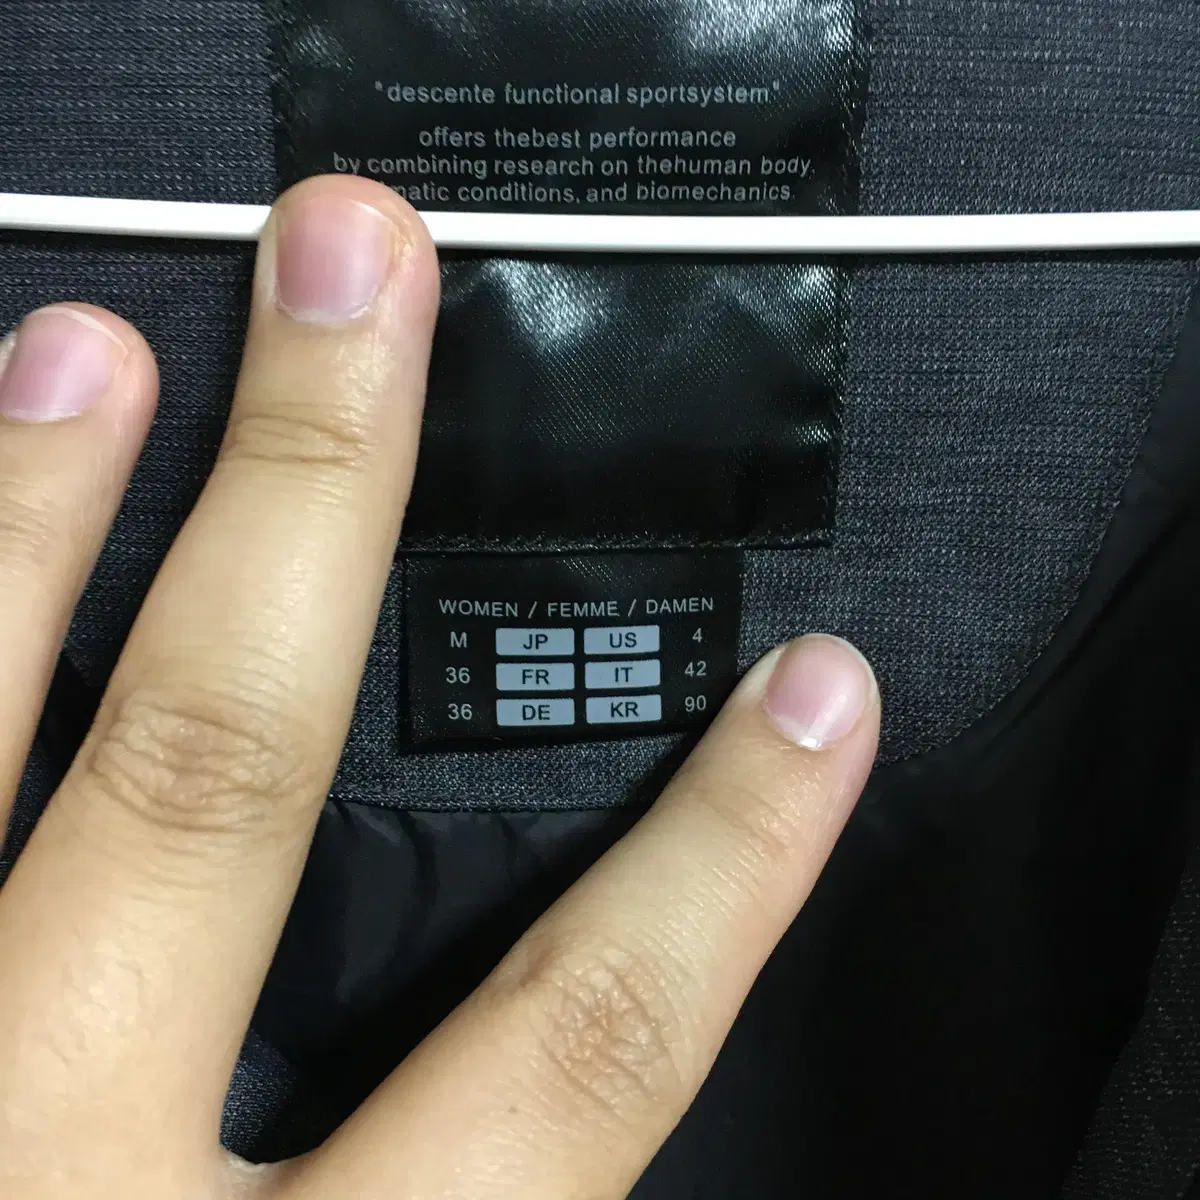 "descente functional sportsystem"
offers thebest performance
by combining research on thehuman body,
conditions, and biomechanics.
WOMEN / FEMME / DAMEN
M JP US 4
36 FR IT 42
36 DE KR 90